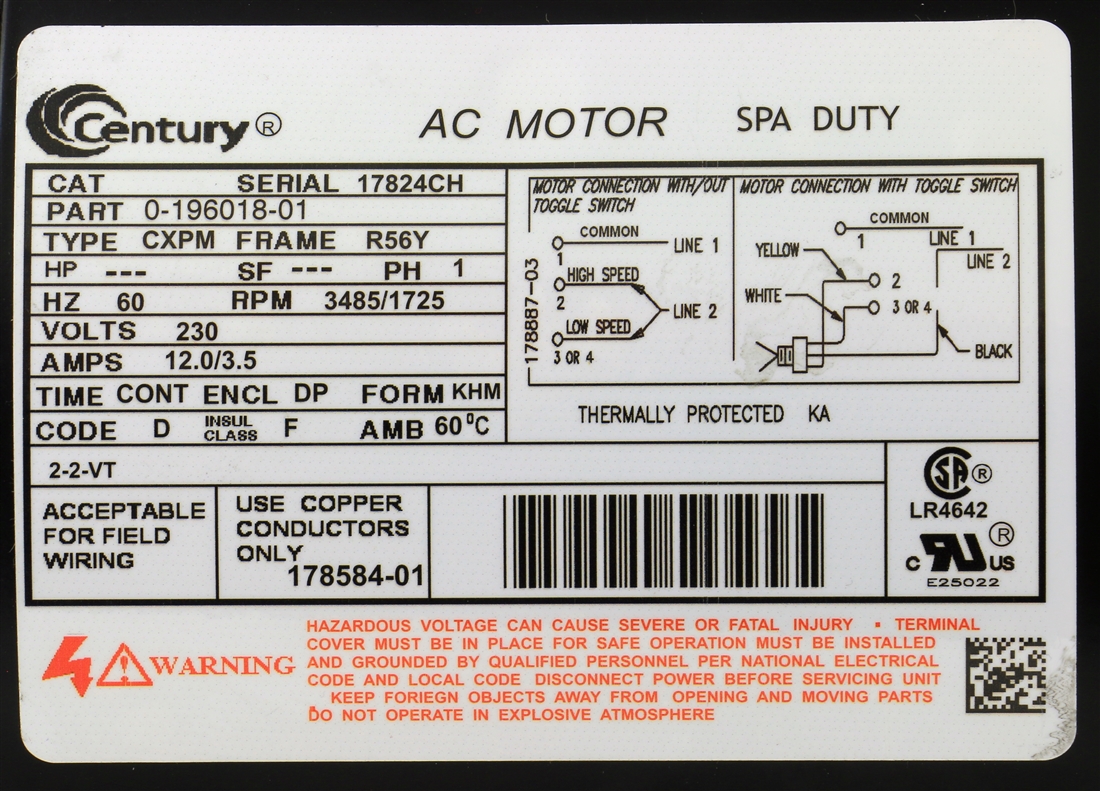 Century® AC MOTOR SPA DUTY
CAT SERIAL 17824CH
PART 0-196018-01
TYPE CXPM FRAME R56Y
HP --- SF --- PH 1
HZ 60 RPM 3485/1725
VOLTS 230
AMPS 12.0/3.5
TIME CONT ENCL DP FORM KHM
CODE D INSUL CLASS F AMB 60°C
MOTOR CONNECTION WITH/OUT
TOGGLE SWITCH
COMMON
1
LINE 1
HIGH SPEED
2
LINE 2
LOW SPEED
3 OR 4
178887-03
MOTOR CONNECTION WITH TOGGLE SWITCH
COMMON
1
LINE 1
LINE 2
YELLOW
2
WHITE
3 OR 4
BLACK
THERMALLY PROTECTED KA
2-2-VT
ACCEPTABLE
FOR FIELD
WIRING
USE COPPER
CONDUCTORS
ONLY
178584-01
SA ®
LR4642
c RU ® US
E25022
WARNING
HAZARDOUS VOLTAGE CAN CAUSE SEVERE OR FATAL INJURY ▪ TERMINAL
COVER MUST BE IN PLACE FOR SAFE OPERATION MUST BE INSTALLED
AND GROUNDED BY QUALIFIED PERSONNEL PER NATIONAL ELECTRICAL
CODE AND LOCAL CODE DISCONNECT POWER BEFORE SERVICING UNIT
KEEP FORIEGN OBJECTS AWAY FROM OPENING AND MOVING PARTS
DO NOT OPERATE IN EXPLOSIVE ATMOSPHERE